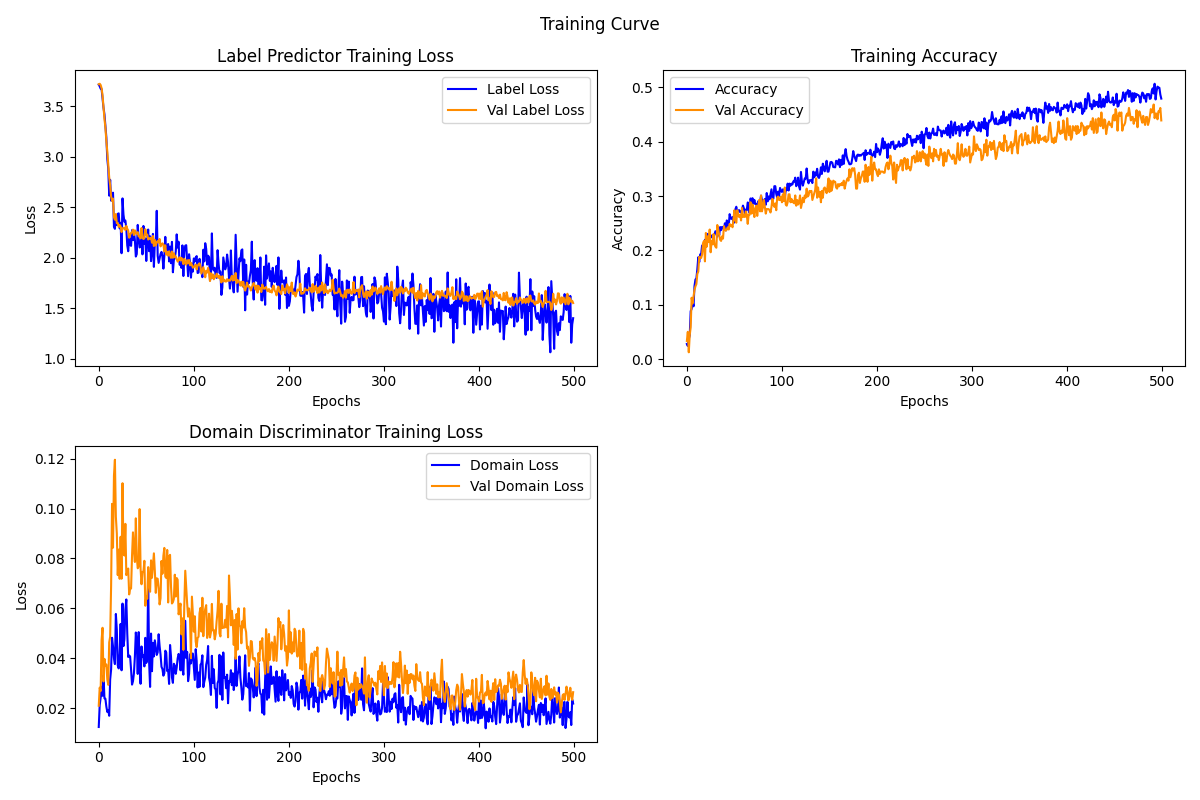 Training Curve
Label Predictor Training Loss
Loss
3.5
3.0
2.5
2.0
1.5
1.0
Label Loss
Val Label Loss
0 100 200 300 400 500
Epochs
Training Accuracy
Accuracy
0.5
0.4
0.3
0.2
0.1
0.0
Accuracy
Val Accuracy
0 100 200 300 400 500
Epochs
Domain Discriminator Training Loss
Loss
0.12
0.10
0.08
0.06
0.04
0.02
Domain Loss
Val Domain Loss
0 100 200 300 400 500
Epochs